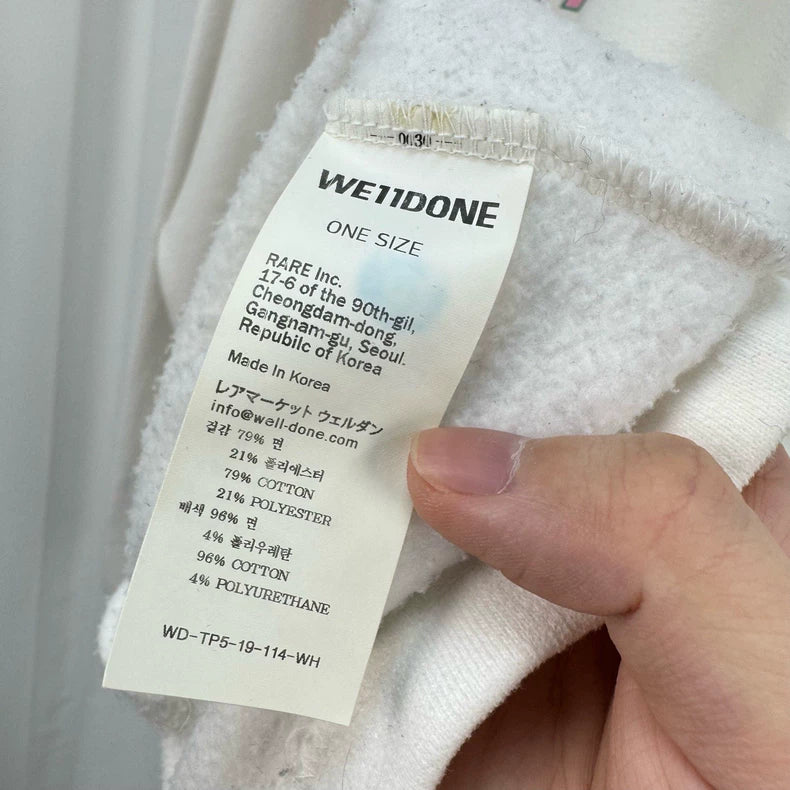 0030
WE11DONE
ONE SIZE
RARE Inc.
17-6 of the 90th-gil,
Cheongdam-dong,
Gangnam-gu, Seoul.
Repubilc of Korea
Made In Korea
レアマーケット ウェルダン
info@well-done.com
겉감 79% 면
21% 폴리에스터
79% COTTON
21% POLYESTER
배색 96% 면
4% 폴리우레탄
96% COTTON
4% POLYURETHANE
WD-TP5-19-114-WH